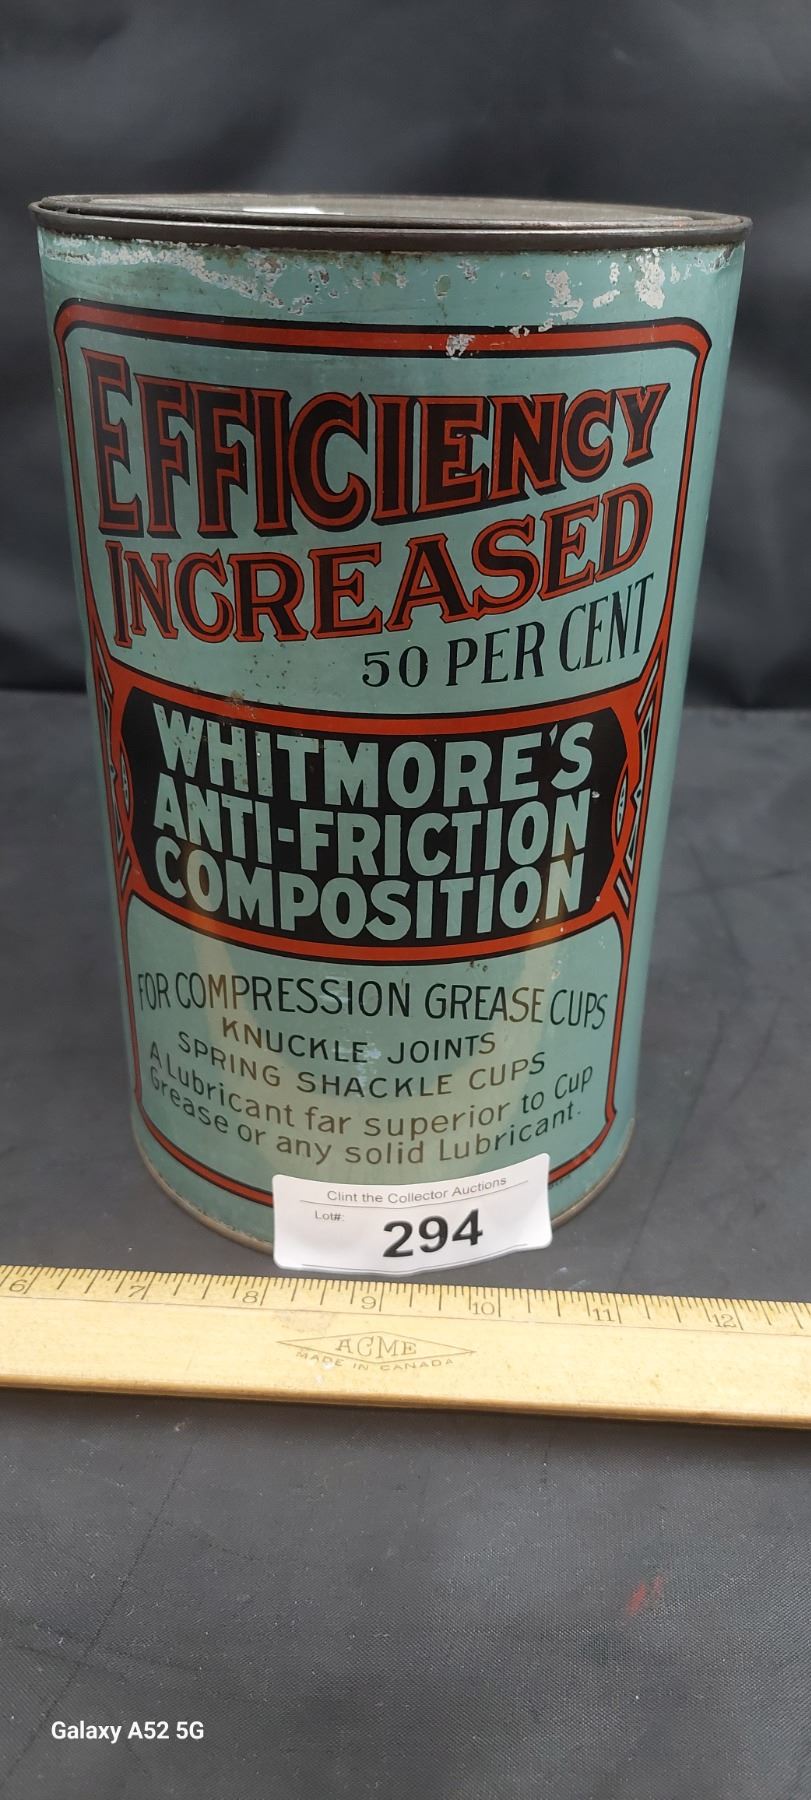 EFFICIENCY
INCREASED
50 PER CENT
WHITMORE'S
ANTI-FRICTION
COMPOSITION
FOR COMPRESSION GREASE CUPS
KNUCKLE JOINTS
SPRING SHACKLE CUPS
A Lubricant far superior to Cup
Grease or any solid Lubricant.
Clint the Collector Auctions
Lot#:
294
6 7 8 9 10 11 12
ACME
MADE IN CANADA
Galaxy A52 5G